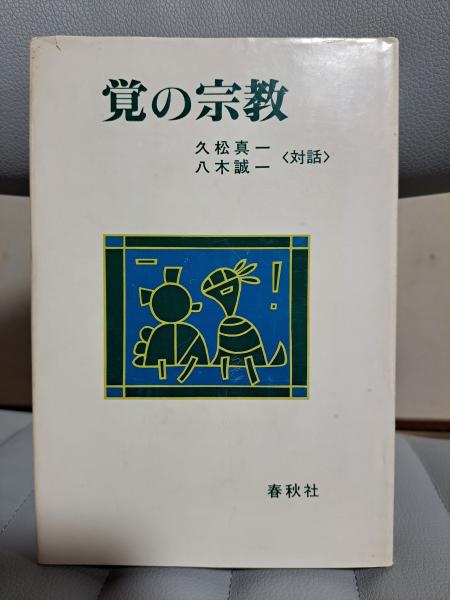 覚の宗教
久松真一
八木誠一
〈対話〉
春秋社